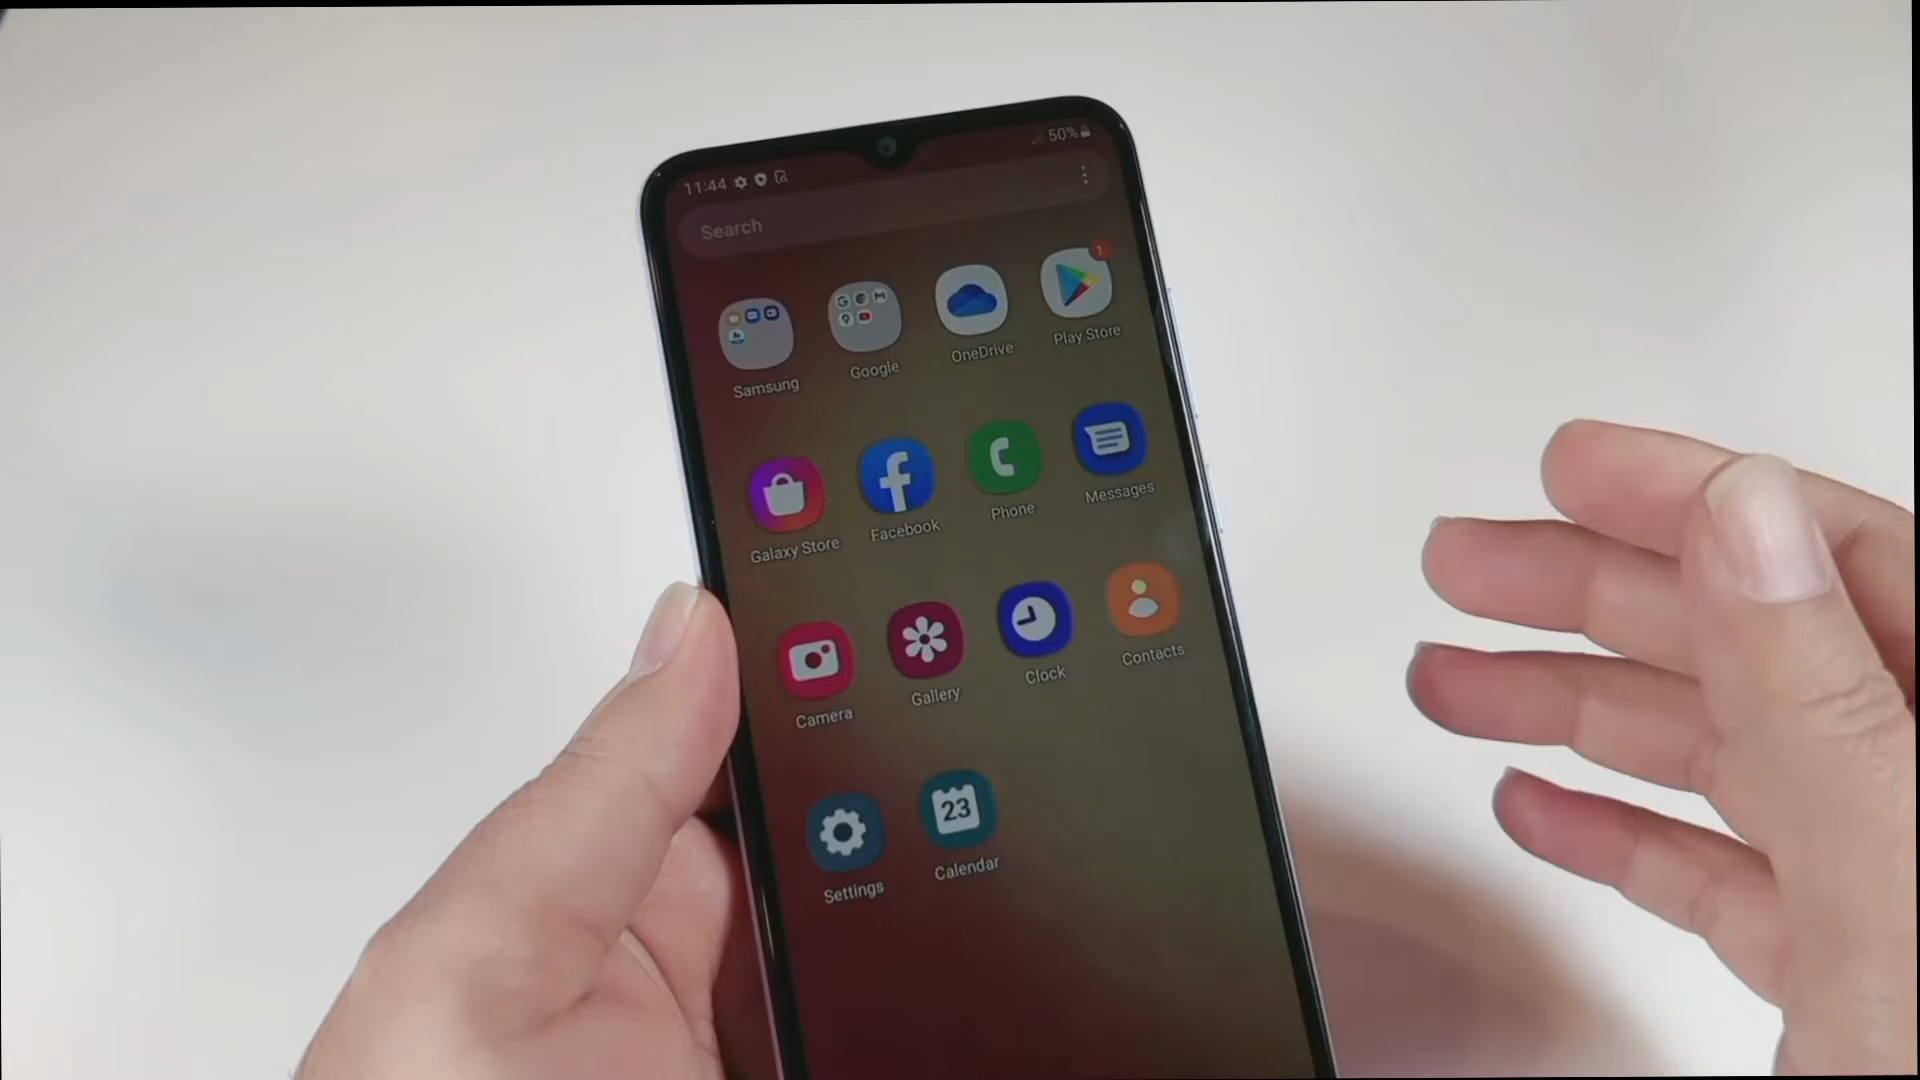 11:44
50%
Search
1
Samsung
Google
OneDrive
Play Store
Galaxy Store
Facebook
Phone
Messages
Camera
Gallery
Clock
Contacts
23
Settings
Calendar